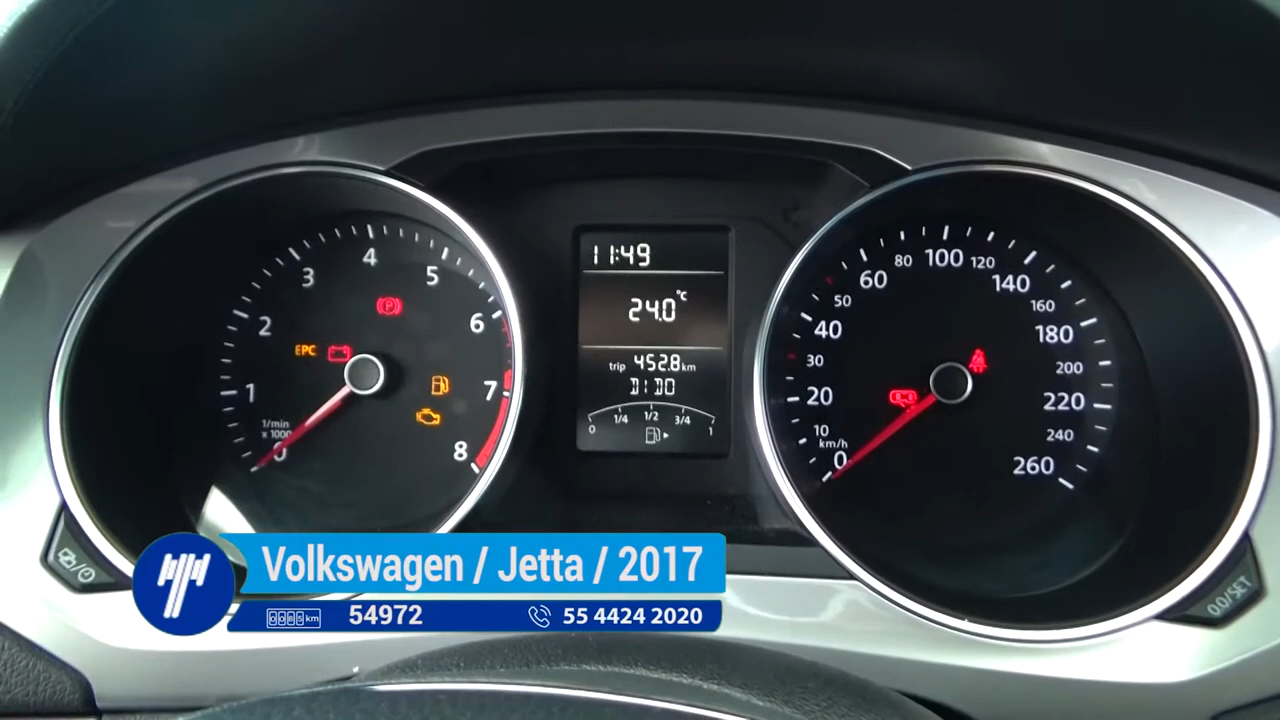 11:49
24.0°C
trip 452.8 km
0 1/4 1/2 3/4 1
0 1 2 3 4 5 6 7 8
1/min
x 1000
EPC
P
0 10 20 30 40 50 60 80 100 120 140 160 180 200 220 240 260
km/h
0.0/SET
Volkswagen / Jetta / 2017
km 54972 55 4424 2020